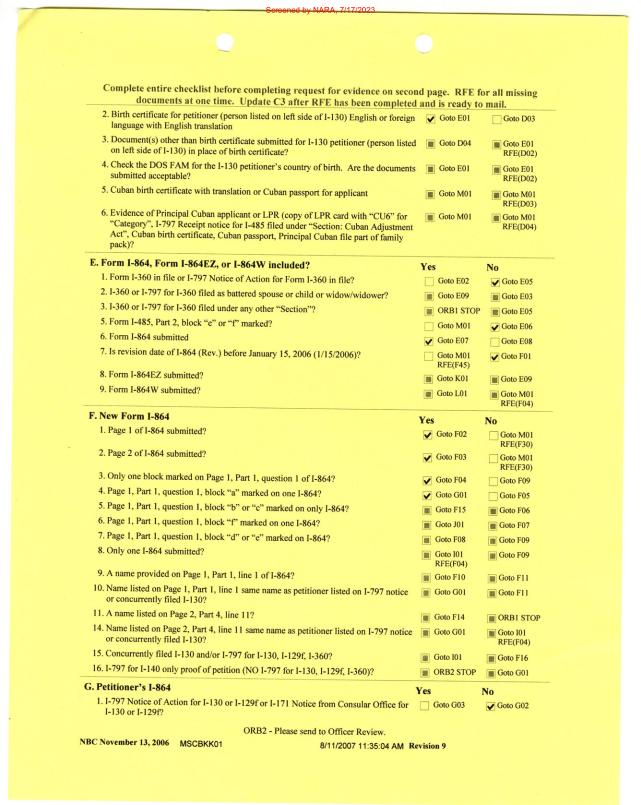 Screened by NARA, 7/17/2023
Complete entire checklist before completing request for evidence on second page. RFE for all missing
documents at one time. Update C3 after RFE has been completed and is ready to mail.
2. Birth certificate for petitioner (person listed on left side of I-130) English or foreign Goto E01 Goto D03
language with English translation
3. Document(s) other than birth certificate submitted for I-130 petitioner (person listed Goto D04 Goto E01
on left side of I-130) in place of birth certificate? RFE(D02)
4. Check the DOS FAM for the I-130 petitioner's country of birth. Are the documents Goto E01 Goto E01
submitted acceptable? RFE(D02)
5. Cuban birth certificate with translation or Cuban passport for applicant Goto M01 Goto M01
RFE(D03)
6. Evidence of Principal Cuban applicant or LPR (copy of LPR card with "CU6" for Goto M01 Goto M01
"Category", I-797 Receipt notice for I-485 filed under "Section: Cuban Adjustment RFE(D04)
Act", Cuban birth certificate, Cuban passport, Principal Cuban file part of family
pack)?
E. Form I-864, Form I-864EZ, or I-864W included? Yes No
1. Form I-360 in file or I-797 Notice of Action for Form I-360 in file? Goto E02 Goto E05
2. I-360 or I-797 for I-360 filed as battered spouse or child or widow/widower? Goto E09 Goto E03
3. I-360 or I-797 for I-360 filed under any other "Section"? ORB1 STOP Goto E05
5. Form I-485, Part 2, block "e" or "f" marked? Goto M01 Goto E06
6. Form I-864 submitted Goto E07 Goto E08
7. Is revision date of I-864 (Rev.) before January 15, 2006 (1/15/2006)? Goto M01 Goto F01
RFE(F45)
8. Form I-864EZ submitted? Goto K01 Goto E09
9. Form I-864W submitted? Goto L01 Goto M01
RFE(F04)
F. New Form I-864 Yes No
1. Page 1 of I-864 submitted? Goto F02 Goto M01
RFE(F30)
2. Page 2 of I-864 submitted? Goto F03 Goto M01
RFE(F30)
3. Only one block marked on Page 1, Part 1, question 1 of I-864? Goto F04 Goto F09
4. Page 1, Part 1, question 1, block "a" marked on one I-864? Goto G01 Goto F05
5. Page 1, Part 1, question 1, block "b" or "c" marked on only I-864? Goto F15 Goto F06
6. Page 1, Part 1, question 1, block "f" marked on one I-864? Goto J01 Goto F07
7. Page 1, Part 1, question 1, block "d" or "e" marked on I-864? Goto F08 Goto F09
8. Only one I-864 submitted? Goto I01 Goto F09
RFE(F04)
9. A name provided on Page 1, Part 1, line 1 of I-864? Goto F10 Goto F11
10. Name listed on Page 1, Part 1, line 1 same name as petitioner listed on I-797 notice Goto G01 Goto F11
or concurrently filed I-130?
11. A name listed on Page 2, Part 4, line 11? Goto F14 ORB1 STOP
14. Name listed on Page 2, Part 4, line 11 same name as petitioner listed on I-797 notice Goto G01 Goto I01
or concurrently filed I-130? RFE(F04)
15. Concurrently filed I-130 and/or I-797 for I-130, I-129f, I-360? Goto I01 Goto F16
16. I-797 for I-140 only proof of petition (NO I-797 for I-130, I-129f, I-360)? ORB2 STOP Goto G01
G. Petitioner's I-864 Yes No
1. I-797 Notice of Action for I-130 or I-129f or I-171 Notice from Consular Office for Goto G03 Goto G02
I-130 or I-129f?
ORB2 - Please send to Officer Review.
NBC November 13, 2006 MSCBKK01 8/11/2007 11:35:04 AM Revision 9